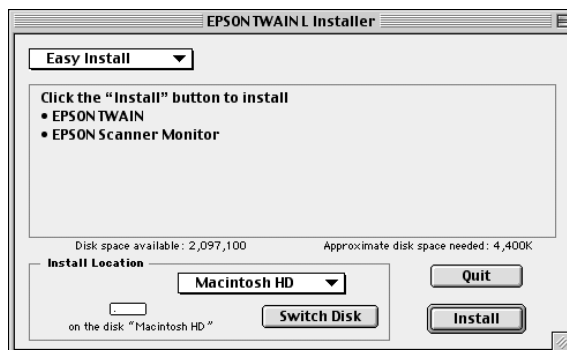 EPSON TWAIN L Installer
Easy Install
Click the “Install” button to install
• EPSON TWAIN
• EPSON Scanner Monitor
Disk space available: 2,097,100
Approximate disk space needed: 4,400K
Install Location
Macintosh HD
Quit
on the disk “Macintosh HD”
Switch Disk
Install